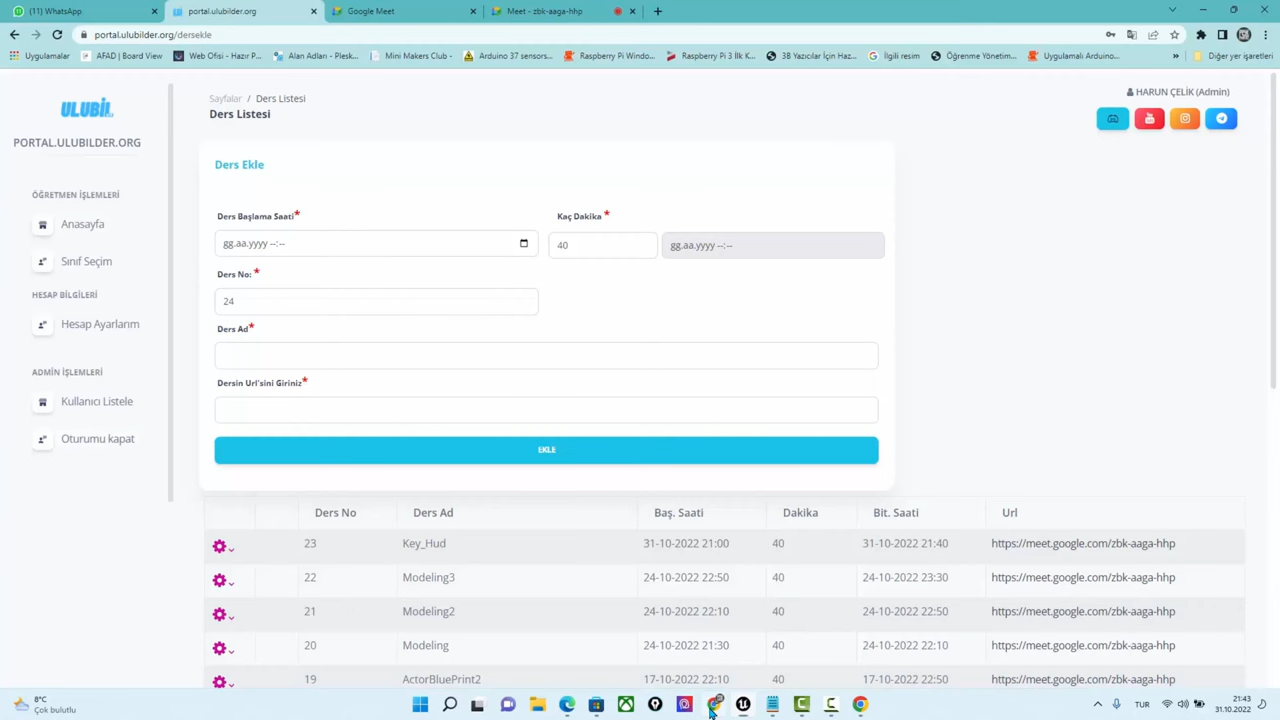 (11) WhatsApp
portal.ulubilder.org
Google Meet
Meet - zbk-aaga-hhp
portal.ulubilder.org/dersekle
Uygulamalar
AFAD | Board View
Web Ofisi - Hazır P...
Alan Adları - Plesk...
Mini Makers Club -
Arduino 37 sensors...
Raspberry Pi Windo...
Raspberry Pi 3 İlk K...
3B Yazıcılar İçin Haz...
İlgili resim
Öğrenme Yönetim...
Uygulamalı Arduino...
»
Diğer yer işaretleri
ULUBİL
PORTAL.ULUBILDER.ORG
ÖĞRETMEN İŞLEMLERİ
Anasayfa
Sınıf Seçim
HESAP BİLGİLERİ
Hesap Ayarlarım
ADMİN İŞLEMLERİ
Kullanıcı Listele
Oturumu kapat
Sayfalar / Ders Listesi
Ders Listesi
HARUN ÇELİK (Admin)
Ders Ekle
Ders Başlama Saati*
Kaç Dakika *
gg.aa.yyyy --:--
40
gg.aa.yyyy --:--
Ders No: *
24
Ders Ad*
Dersin Url'sini Giriniz*
EKLE
Ders No Ders Ad Baş. Saati Dakika Bit. Saati Url
23 Key_Hud 31-10-2022 21:00 40 31-10-2022 21:40 https://meet.google.com/zbk-aaga-hhp
22 Modeling3 24-10-2022 22:50 40 24-10-2022 23:30 https://meet.google.com/zbk-aaga-hhp
21 Modeling2 24-10-2022 22:10 40 24-10-2022 22:50 https://meet.google.com/zbk-aaga-hhp
20 Modeling 24-10-2022 21:30 40 24-10-2022 22:10 https://meet.google.com/zbk-aaga-hhp
19 ActorBluePrint2 17-10-2022 22:10 40 17-10-2022 22:50 https://meet.google.com/zbk-aaga-hhp
8°C
Çok bulutlu
TUR
21:43
31.10.2022